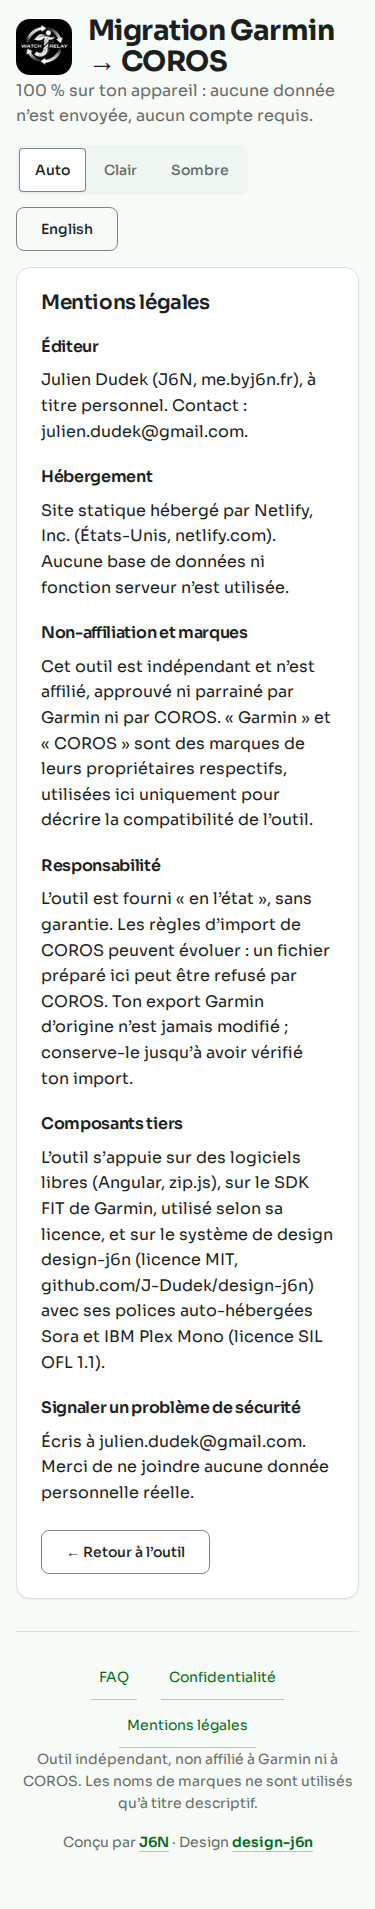 WATCH RELAY
Migration Garmin
→ COROS
100 % sur ton appareil : aucune donnée
n’est envoyée, aucun compte requis.
Auto Clair Sombre
English
Mentions légales
Éditeur
Julien Dudek (J6N, me.byj6n.fr), à
titre personnel. Contact :
julien.dudek@gmail.com.
Hébergement
Site statique hébergé par Netlify,
Inc. (États-Unis, netlify.com).
Aucune base de données ni
fonction serveur n’est utilisée.
Non-affiliation et marques
Cet outil est indépendant et n’est
affilié, approuvé ni parrainé par
Garmin ni par COROS. « Garmin » et
« COROS » sont des marques de
leurs propriétaires respectifs,
utilisées ici uniquement pour
décrire la compatibilité de l’outil.
Responsabilité
L’outil est fourni « en l’état », sans
garantie. Les règles d’import de
COROS peuvent évoluer : un fichier
préparé ici peut être refusé par
COROS. Ton export Garmin
d’origine n’est jamais modifié ;
conserve-le jusqu’à avoir vérifié
ton import.
Composants tiers
L’outil s’appuie sur des logiciels
libres (Angular, zip.js), sur le SDK
FIT de Garmin, utilisé selon sa
licence, et sur le système de design
design-j6n (licence MIT,
github.com/J-Dudek/design-j6n)
avec ses polices auto-hébergées
Sora et IBM Plex Mono (licence SIL
OFL 1.1).
Signaler un problème de sécurité
Écris à julien.dudek@gmail.com.
Merci de ne joindre aucune donnée
personnelle réelle.
← Retour à l’outil
FAQ Confidentialité
Mentions légales
Outil indépendant, non affilié à Garmin ni à
COROS. Les noms de marques ne sont utilisés
qu’à titre descriptif.
Conçu par J6N · Design design-j6n